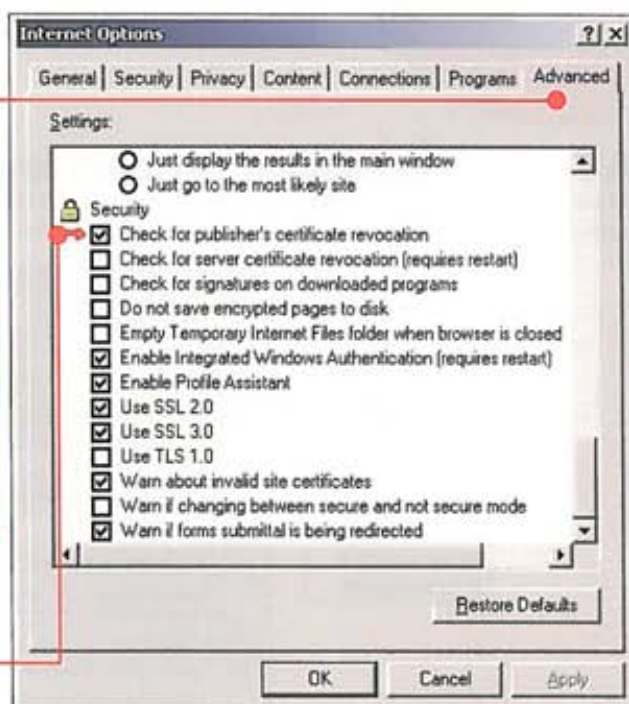 Internet Options
General Security Privacy Content Connections Programs Advanced
Settings:
Just display the results in the main window
Just go to the most likely site
Security
Check for publisher's certificate revocation
Check for server certificate revocation (requires restart)
Check for signatures on downloaded programs
Do not save encrypted pages to disk
Empty Temporary Internet Files folder when browser is closed
Enable Integrated Windows Authentication (requires restart)
Enable Profile Assistant
Use SSL 2.0
Use SSL 3.0
Use TLS 1.0
Warn about invalid site certificates
Warn if changing between secure and not secure mode
Warn if forms submittal is being redirected
Restore Defaults
OK Cancel Apply